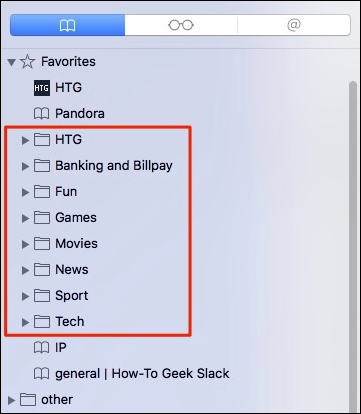 @
Favorites
HTG HTG
Pandora
HTG
Banking and Billpay
Fun
Games
Movies
News
Sport
Tech
IP
general | How-To Geek Slack
other